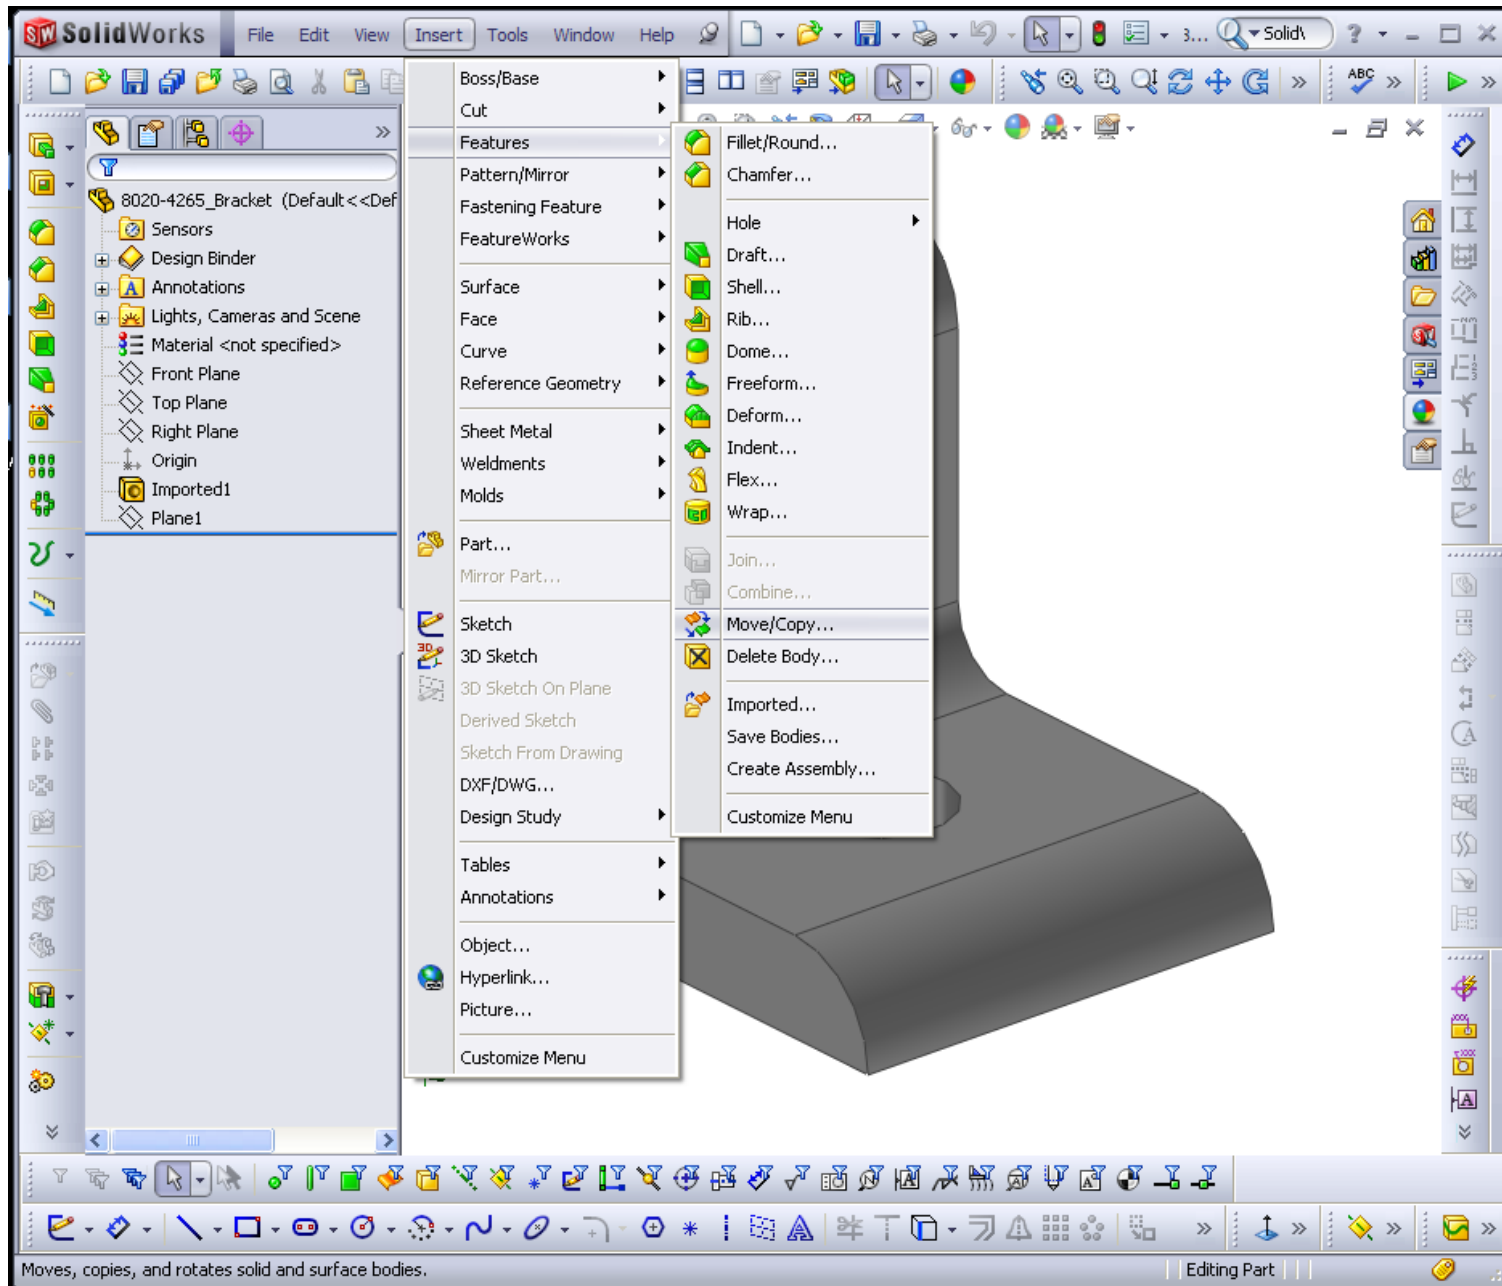 SolidWorks File Edit View Insert Tools Window Help 3... Solid\ ?
ABC
Boss/Base
Cut
Features
Pattern/Mirror
Fastening Feature
FeatureWorks
Surface
Face
Curve
Reference Geometry
Sheet Metal
Weldments
Molds
Part...
Mirror Part...
Sketch
3D Sketch
3D Sketch On Plane
Derived Sketch
Sketch From Drawing
DXF/DWG...
Design Study
Tables
Annotations
Object...
Hyperlink...
Picture...
Customize Menu
Fillet/Round...
Chamfer...
Hole
Draft...
Shell...
Rib...
Dome...
Freeform...
Deform...
Indent...
Flex...
Wrap...
Join...
Combine...
Move/Copy...
Delete Body...
Imported...
Save Bodies...
Create Assembly...
Customize Menu
8020-4265_Bracket (Default<<Def
Sensors
Design Binder
Annotations
Lights, Cameras and Scene
Material <not specified>
Front Plane
Top Plane
Right Plane
Origin
Imported1
Plane1
Moves, copies, and rotates solid and surface bodies. Editing Part